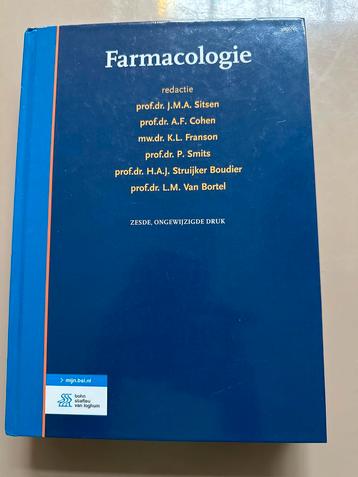 Farmacologie
redactie
prof.dr. J.M.A. Sitsen
prof.dr. A.F. Cohen
mw.dr. K.L. Franson
prof.dr. P. Smits
prof.dr. H.A.J. Struijker Boudier
prof.dr. L.M. Van Bortel
ZESDE, ONGEWIJZIGDE DRUK
> mijn.bsl.nl
bohn
stafleu
van loghum